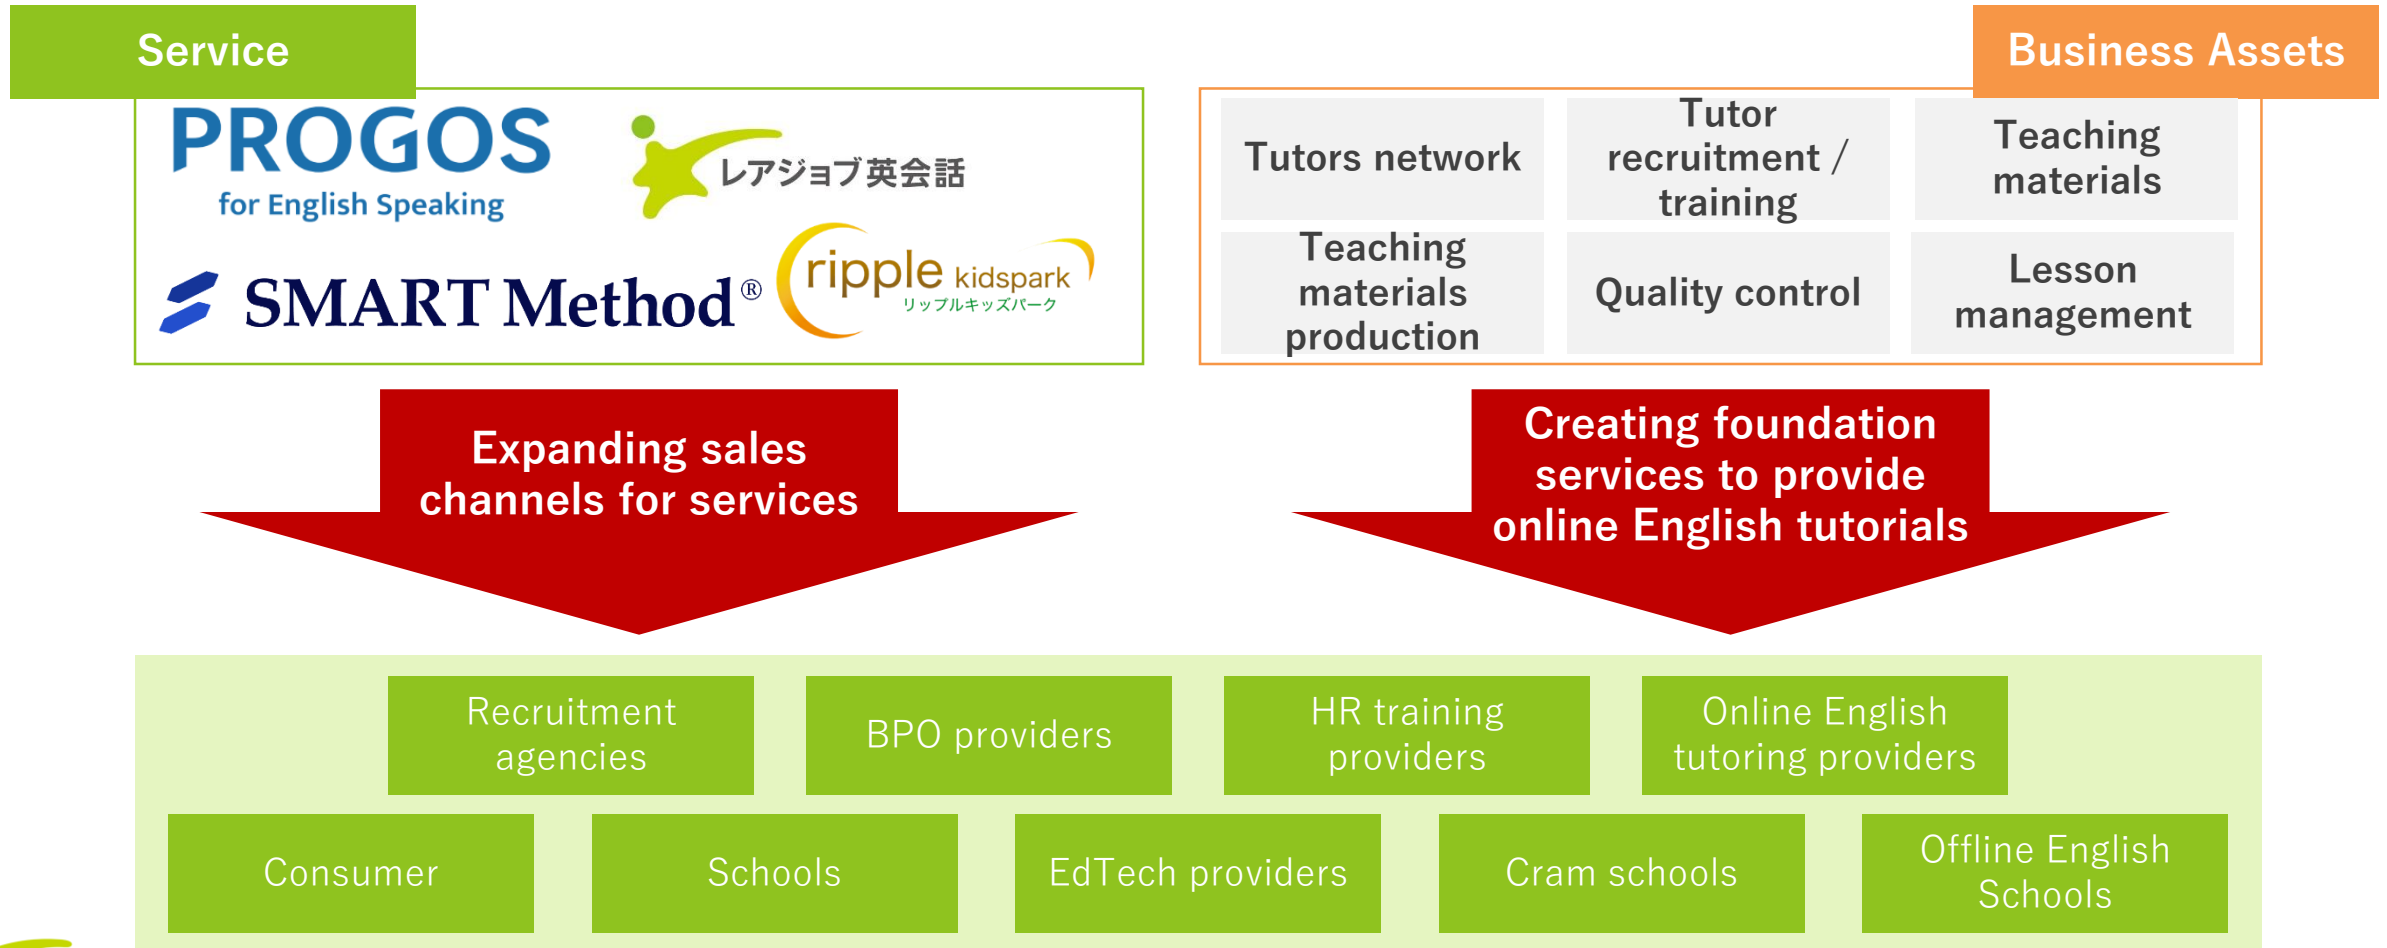 Service
PROGOS
for English Speaking
レアジョブ英会話
SMART Method®
ripple kidspark
リップルキッズパーク
Business Assets
Tutors network
Tutor
recruitment /
training
Teaching
materials
Teaching
materials
production
Quality control
Lesson
management
Expanding sales
channels for services
Creating foundation
services to provide
online English tutorials
Recruitment
agencies
BPO providers
HR training
providers
Online English
tutoring providers
Consumer
Schools
EdTech providers
Cram schools
Offline English
Schools